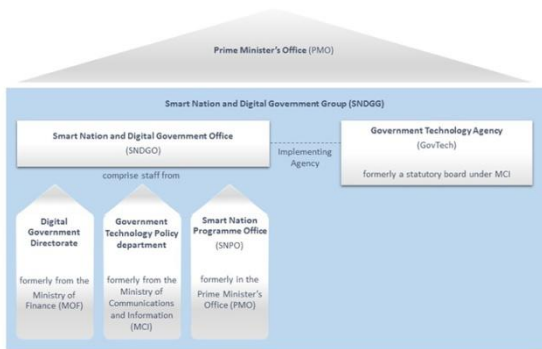 Prime Minister's Office (PMO)
Smart Nation and Digital Government Group (SNDGG)
Smart Nation and Digital Government Office
(SNDGO)
Implementing
Agency
Government Technology Agency
(GovTech)
formerly a statutory board under MCI
comprise staff from
Digital
Government
Directorate
formerly from the
Ministry of
Finance (MOF)
Government
Technology Policy
department
formerly from the
Ministry of
Communications
and Information
(MCI)
Smart Nation
Programme Office
(SNPO)
formerly in the
Prime Minister's
Office (PMO)